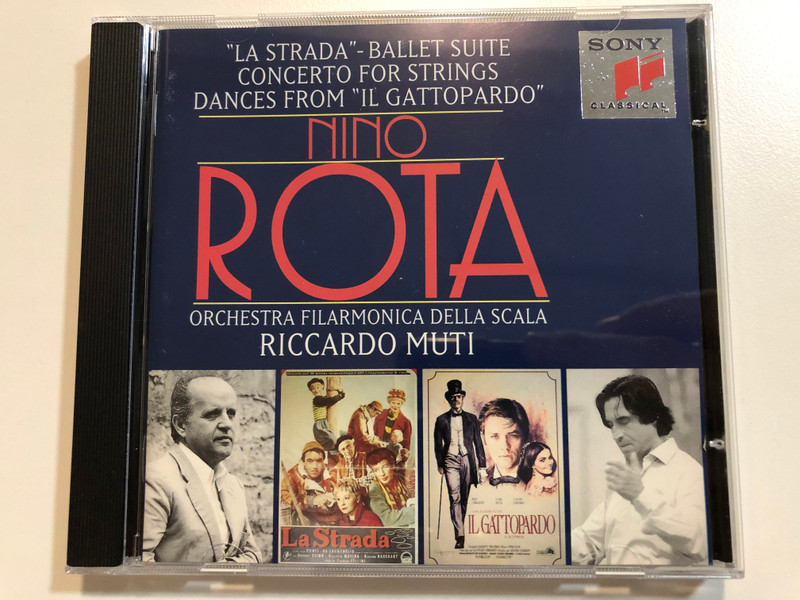 "LA STRADA"- BALLET SUITE
CONCERTO FOR STRINGS
DANCES FROM "IL GATTOPARDO"
SONY
CLASSICAL
NINO
ROTA
ORCHESTRA FILARMONICA DELLA SCALA
RICCARDO MUTI
La Strada
IL GATTOPARDO